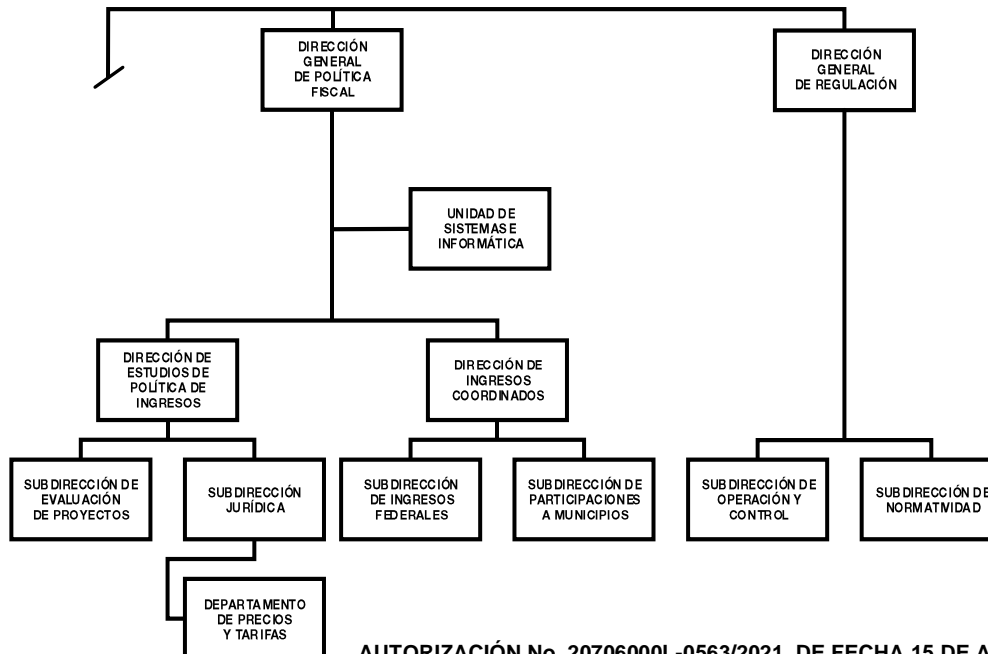 DIRECCIÓN
GENERAL
DE POLÍTICA
FISCAL
DIRECCIÓN
GENERAL
DE REGULACIÓN
UNIDAD DE
SISTEMAS E
INFORMÁTICA
DIRECCIÓN DE
ESTUDIOS DE
POLÍTICA DE
INGRESOS
DIRECCIÓN DE
INGRESOS
COORDINADOS
SUBDIRECCIÓN DE
EVALUACIÓN
DE PROYECTOS
SUBDIRECCIÓN
JURÍDICA
SUBDIRECCIÓN
DE INGRESOS
FEDERALES
SUBDIRECCIÓN DE
PARTICIPACIONES
A MUNICIPIOS
SUBDIRECCIÓN DE
OPERACIÓN Y
CONTROL
SUBDIRECCIÓN DE
NORMATIVIDAD
DEPARTAMENTO
DE PRECIOS
Y TARIFAS
AUTORIZACIÓN No. 20706000L-0563/2021, DE FECHA 15 DE A